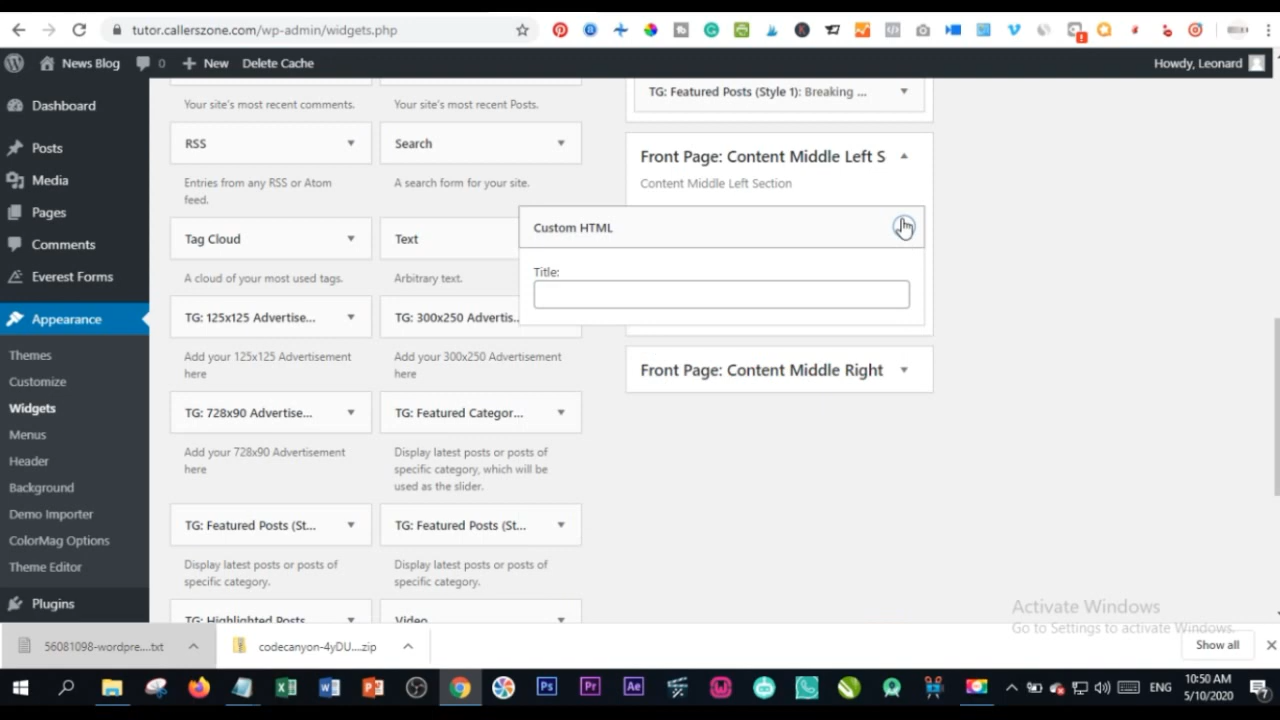 tutor.callerszone.com/wp-admin/widgets.php
News Blog
0
New
Delete Cache
Howdy, Leonard
Dashboard
Posts
Media
Pages
Comments
Everest Forms
Appearance
Themes
Customize
Widgets
Menus
Header
Background
Demo Importer
ColorMag Options
Theme Editor
Plugins
Your site's most recent comments.
Your site's most recent Posts.
RSS
Search
Entries from any RSS or Atom
feed.
A search form for your site.
Tag Cloud
Text
A cloud of your most used tags.
Arbitrary text.
TG: 125x125 Advertise...
TG: 300x250 Advertis..
Add your 125x125 Advertisement
here
Add your 300x250 Advertisement
here
TG: 728x90 Advertise...
TG: Featured Categor...
Add your 728x90 Advertisement
here
Display latest posts or posts of
specific category, which will be
used as the slider.
TG: Featured Posts (St...
TG: Featured Posts (St...
Display latest posts or posts of
specific category.
Display latest posts or posts of
specific category.
TG: Highlighted Posts
Video
TG: Featured Posts (Style 1): Breaking ...
Front Page: Content Middle Left S
Content Middle Left Section
Custom HTML
Title:
Front Page: Content Middle Right
Activate Windows
Go to Settings to activate Windows.
56081098-wordpre....txt
codecanyon-4yDU....zip
Show all
ENG
10:50 AM
5/10/2020
7